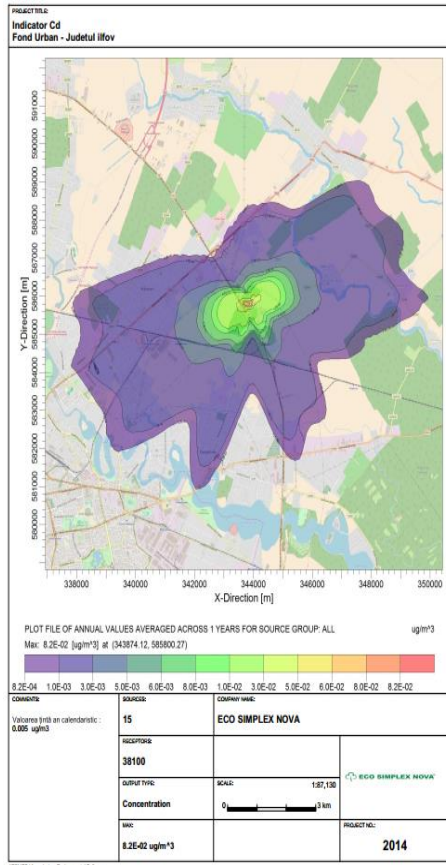 PROJECT TITLE:
Indicator Cd
Fond Urban - Judetul Ilfov
Y-Direction [m]
591000
590000
589000
588000
587000
586000
585000
584000
583000
582000
581000
580000
338000 340000 342000 344000 346000 348000 350000
X-Direction [m]
PLOT FILE OF ANNUAL VALUES AVERAGED ACROSS 1 YEARS FOR SOURCE GROUP: ALL ug/m^3
Max: 8.2E-02 [ug/m^3] at (343874.12, 585800.27)
8.2E-04 1.0E-03 3.0E-03 5.0E-03 6.0E-03 8.0E-03 1.0E-02 3.0E-02 5.0E-02 6.0E-02 8.0E-02 8.2E-02
COMMENTS:
Valoarea țintă an calendaristic :
0.005 ug/m3
SOURCES:
15
COMPANY NAME:
ECO SIMPLEX NOVA
RECEPTORS:
38100
OUTPUT TYPE:
Concentration
SCALE: 1:87,130
0 3 km
ECO SIMPLEX NOVA
MAX:
8.2E-02 ug/m^3
PROJECT NO.:
2014